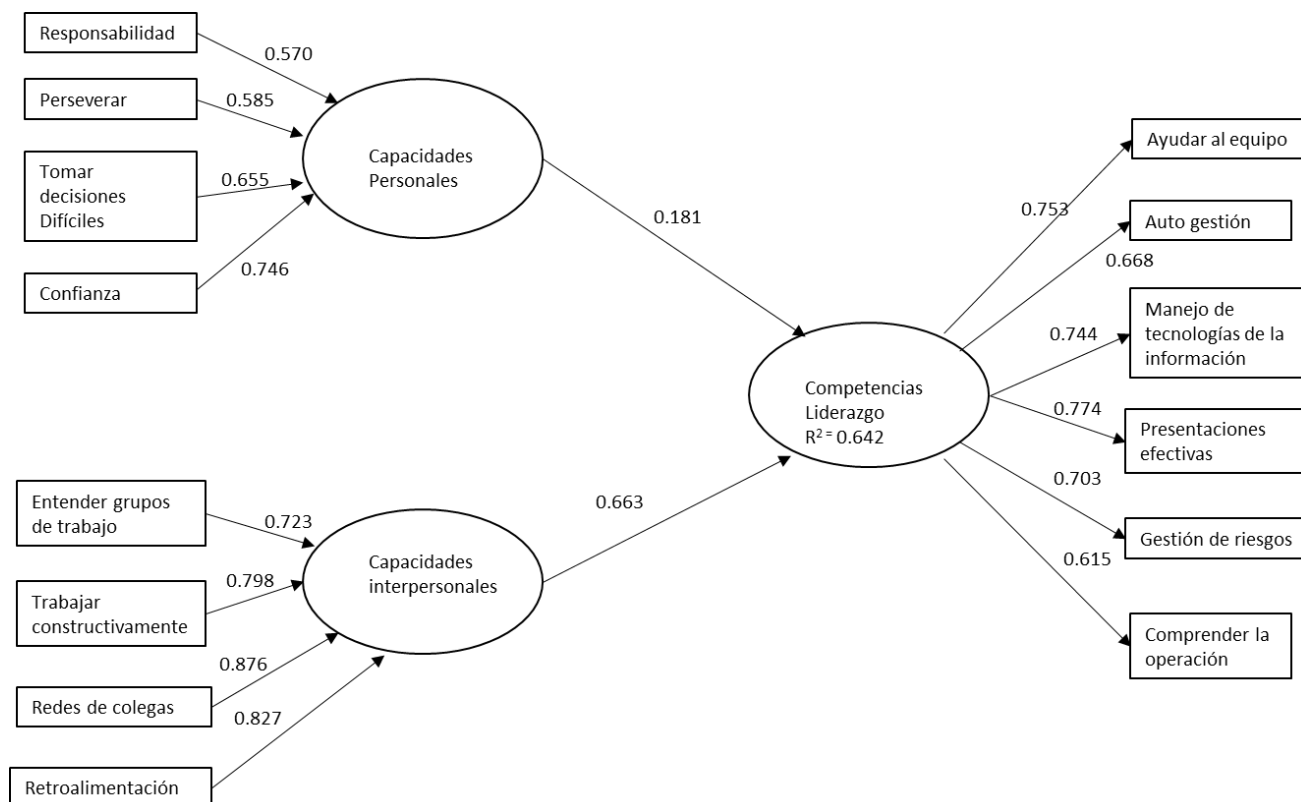 Responsabilidad
0.570
Perseverar
0.585
Tomar
decisiones
Difíciles
0.655
Confianza
0.746
Capacidades
Personales
0.181
Entender grupos
de trabajo
0.723
Trabajar
constructivamente
0.798
Redes de colegas
0.876
Retroalimentación
0.827
Capacidades
interpersonales
0.663
Competencias
Liderazgo
R² = 0.642
0.753
Ayudar al equipo
0.668
Auto gestión
0.744
Manejo de
tecnologías de la
información
0.774
Presentaciones
efectivas
0.703
Gestión de riesgos
0.615
Comprender la
operación